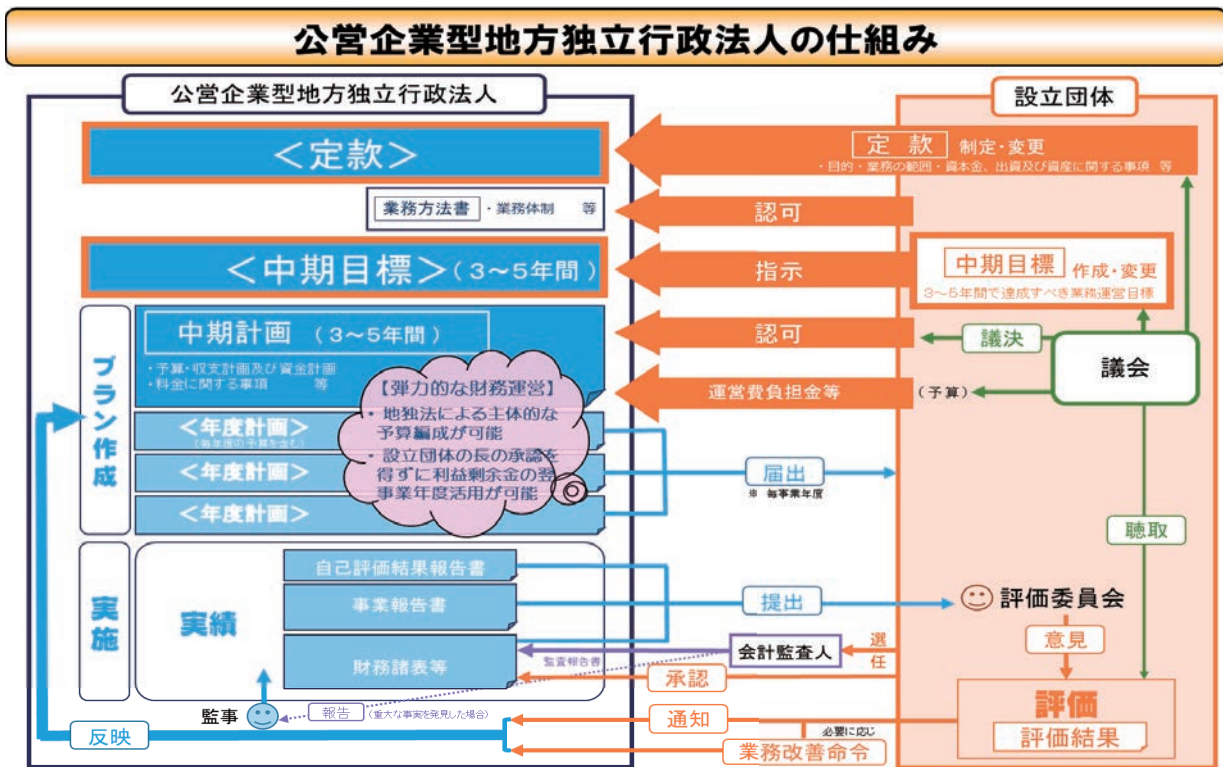 公営企業型地方独立行政法人の仕組み
公営企業型地方独立行政法人
設立団体
＜定款＞
定款 制定・変更
・目的・業務の範囲・資本金、出資及び資産に関する事項 等
業務方法書 ・業務体制 等
認可
＜中期目標＞（３～５年間）
指示
中期目標 作成・変更
３～５年間で達成すべき業務運営目標
プラン作成
中期計画 （３～５年間）
・予算・収支計画及び資金計画
・料金に関する事項 等
認可
議決
議会
運営費負担金等
（予算）
【弾力的な財務運営】
・地独法による主体的な
予算編成が可能
・設立団体の長の承認を
得ずに利益剰余金の翌
事業年度活用が可能
＜年度計画＞
（毎年度の予算を含む）
＜年度計画＞
＜年度計画＞
届出
※ 毎事業年度
聴取
実施
実績
自己評価結果報告書
事業報告書
財務諸表等
提出
評価委員会
意見
監査報告書
会計監査人
選任
承認
監事
報告
（重大な事実を発見した場合）
評価
評価結果
通知
必要に応じ
業務改善命令
反映